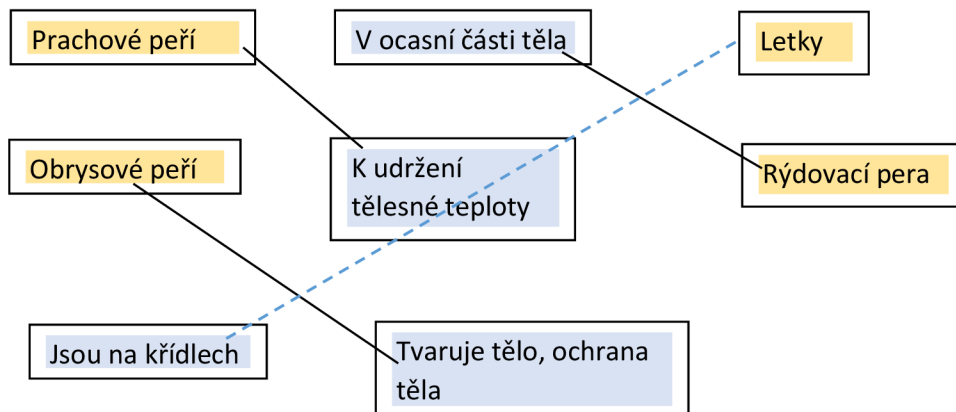 Prachové peří
V ocasní části těla
Letky
Obrysové peří
K udržení
tělesné teploty
Rýdovací pera
Jsou na křídlech
Tvaruje tělo, ochrana
těla